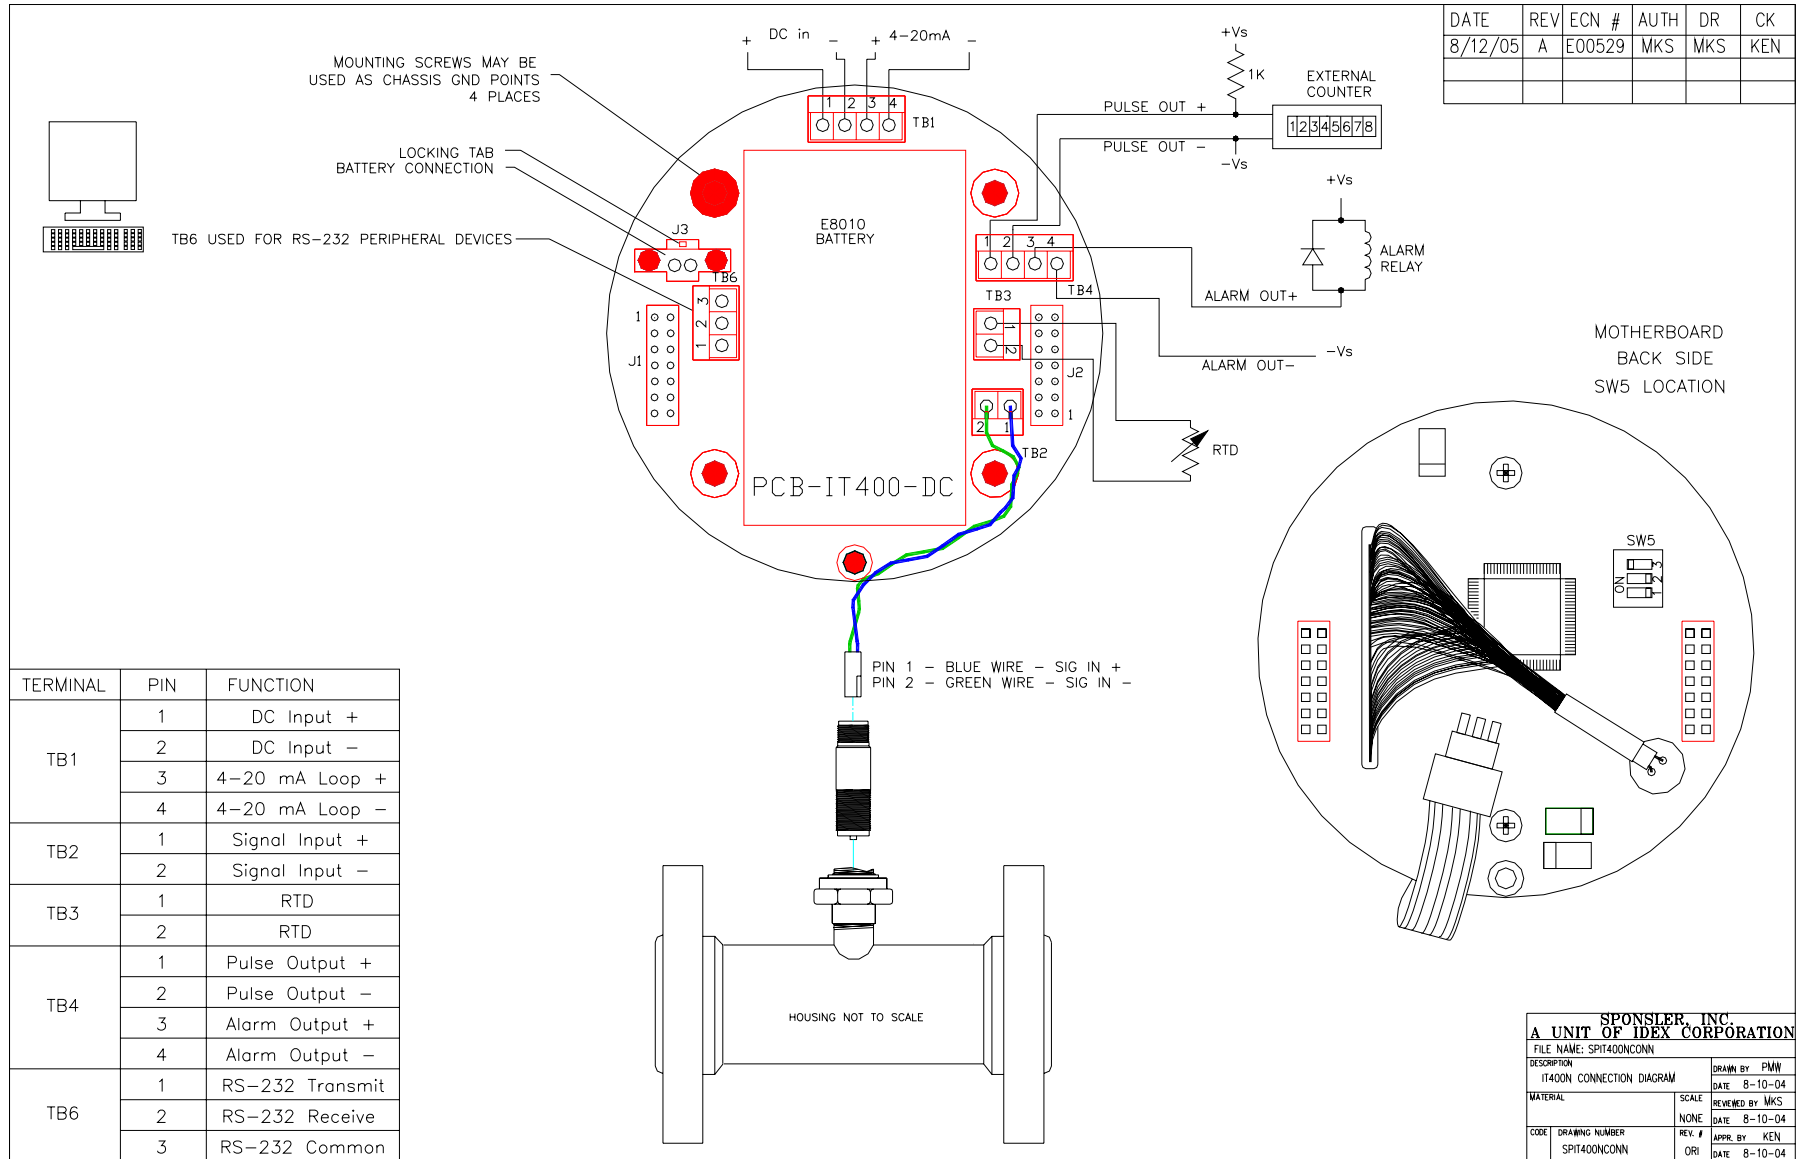 DATE REV ECN # AUTH DR CK
8/12/05 A E00529 MKS MKS KEN
+ DC in - + 4-20mA -
MOUNTING SCREWS MAY BE
USED AS CHASSIS GND POINTS
4 PLACES
LOCKING TAB
BATTERY CONNECTION
TB6 USED FOR RS-232 PERIPHERAL DEVICES
1 2 3 4
TB1
J3
E8010
BATTERY
TB6
3
2
1
1
J1
PCB-IT400-DC
+Vs
1K
EXTERNAL
COUNTER
PULSE OUT +
12345678
PULSE OUT -
-Vs
+Vs
ALARM
RELAY
1 2 3 4
TB4
ALARM OUT+
TB3
1
2
ALARM OUT-
-Vs
J2
1
2 1
TB2
RTD
MOTHERBOARD
BACK SIDE
SW5 LOCATION
SW5
ON
3
2
1
PIN 1 - BLUE WIRE - SIG IN +
PIN 2 - GREEN WIRE - SIG IN -
HOUSING NOT TO SCALE
TERMINAL PIN FUNCTION
TB1
1 DC Input +
2 DC Input -
3 4-20 mA Loop +
4 4-20 mA Loop -
TB2
1 Signal Input +
2 Signal Input -
TB3
1 RTD
2 RTD
TB4
1 Pulse Output +
2 Pulse Output -
3 Alarm Output +
4 Alarm Output -
TB6
1 RS-232 Transmit
2 RS-232 Receive
3 RS-232 Common
SPONSLER, INC.
A UNIT OF IDEX CORPORATION
FILE NAME: SPIT400NCONN
DESCRIPTION
IT400N CONNECTION DIAGRAM
DRAWN BY PMW
DATE 8-10-04
MATERIAL
SCALE
NONE
REVIEWED BY MKS
DATE 8-10-04
CODE
DRAWING NUMBER
SPIT400NCONN
REV. #
ORI
APPR. BY KEN
DATE 8-10-04